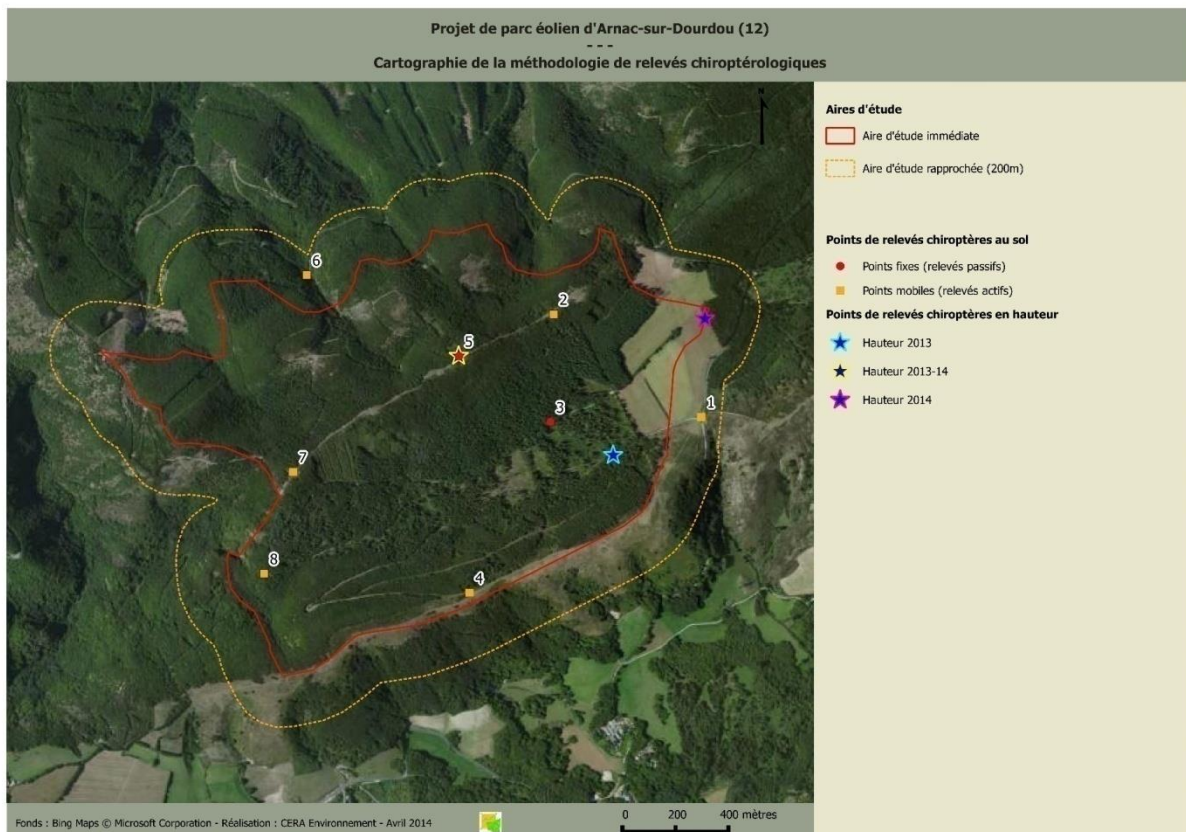 Projet de parc éolien d'Arnac-sur-Dourdou (12)
- - -
Cartographie de la méthodologie de relevés chiroptérologiques
N
6
2
5
3
1
7
8
4
Aires d'étude
Aire d'étude immédiate
Aire d'étude rapprochée (200m)
Points de relevés chiroptères au sol
Points fixes (relevés passifs)
Points mobiles (relevés actifs)
Points de relevés chiroptères en hauteur
Hauteur 2013
Hauteur 2013-14
Hauteur 2014
Fonds : Bing Maps © Microsoft Corporation - Réalisation : CERA Environnement - Avril 2014
0 200 400 mètres